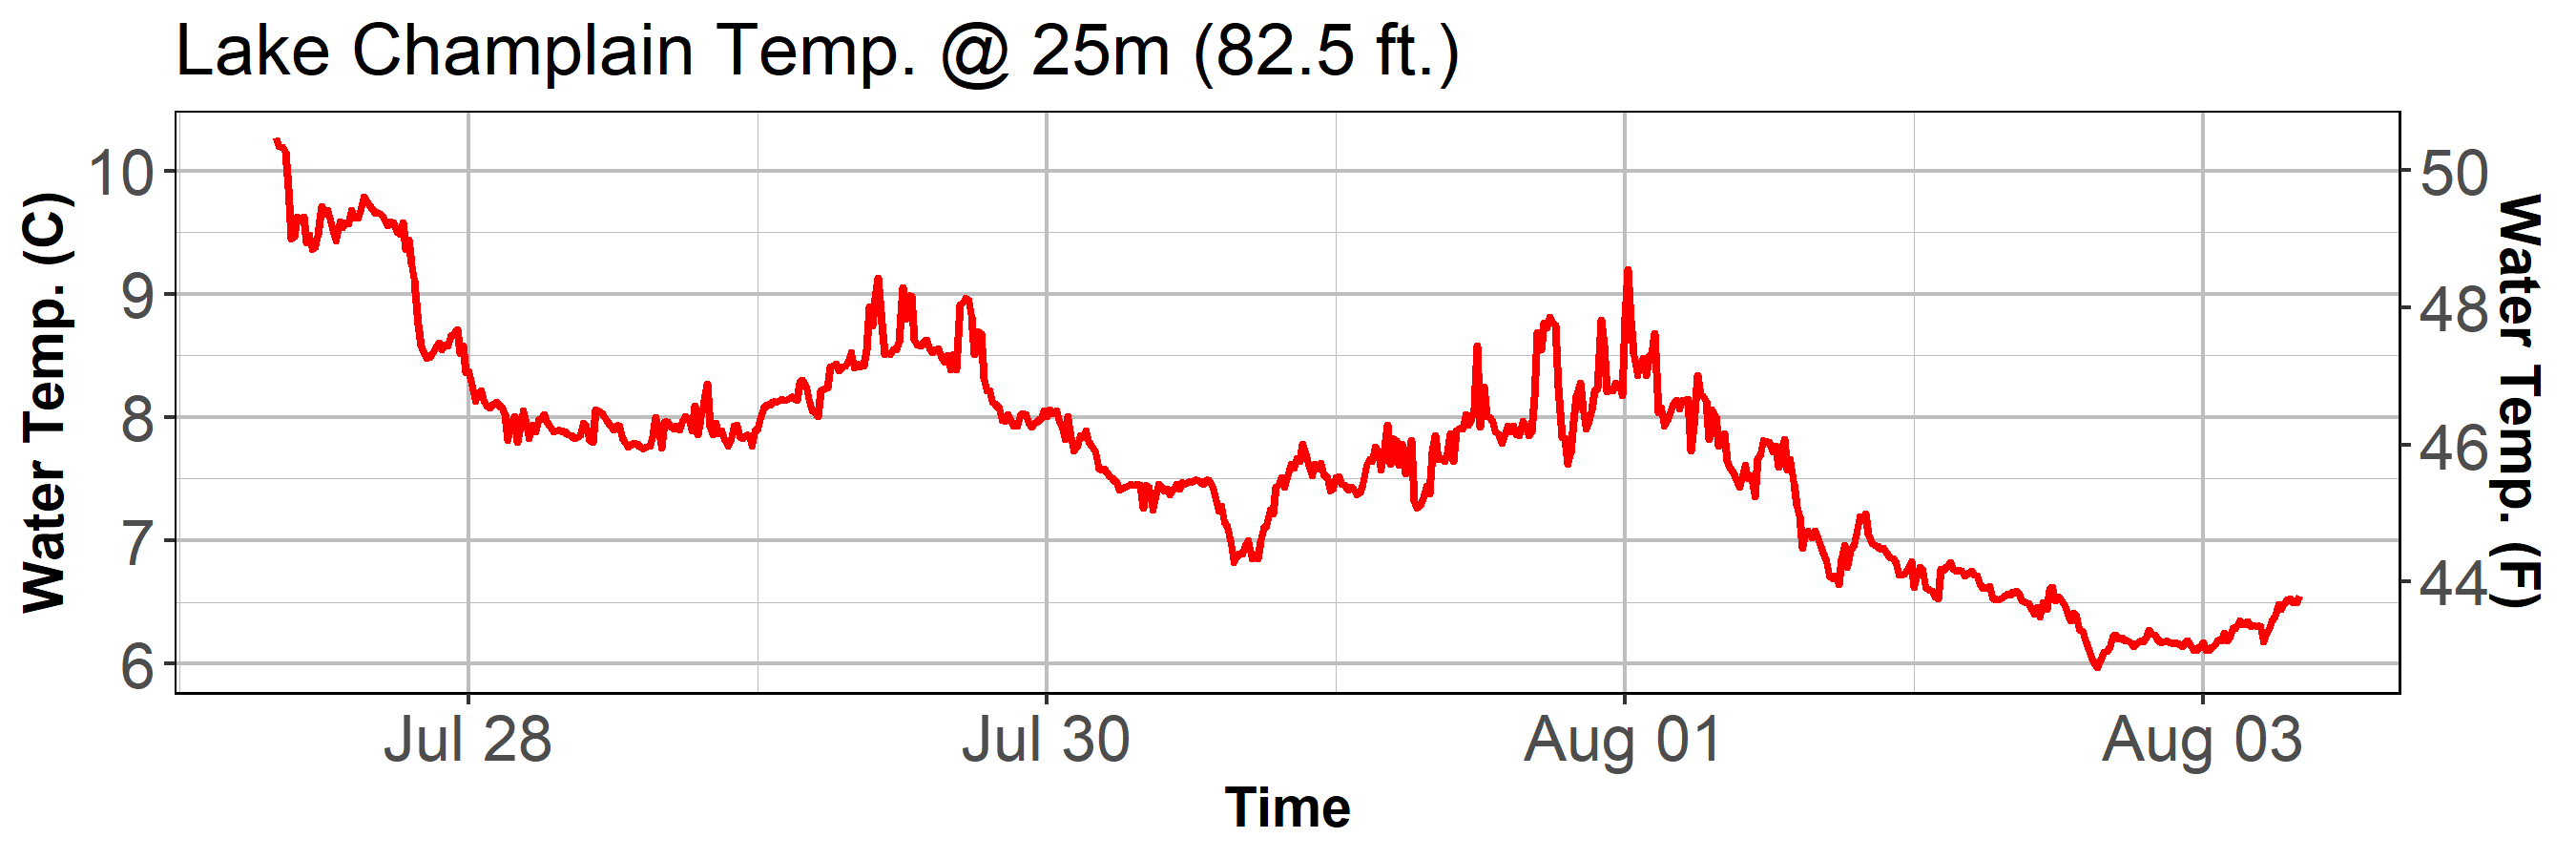 Lake Champlain Temp. @ 25m (82.5 ft.)
Water Temp. (C)
10
9
8
7
6
50
48
46
44
Water Temp. (F)
Jul 28
Jul 30
Aug 01
Aug 03
Time